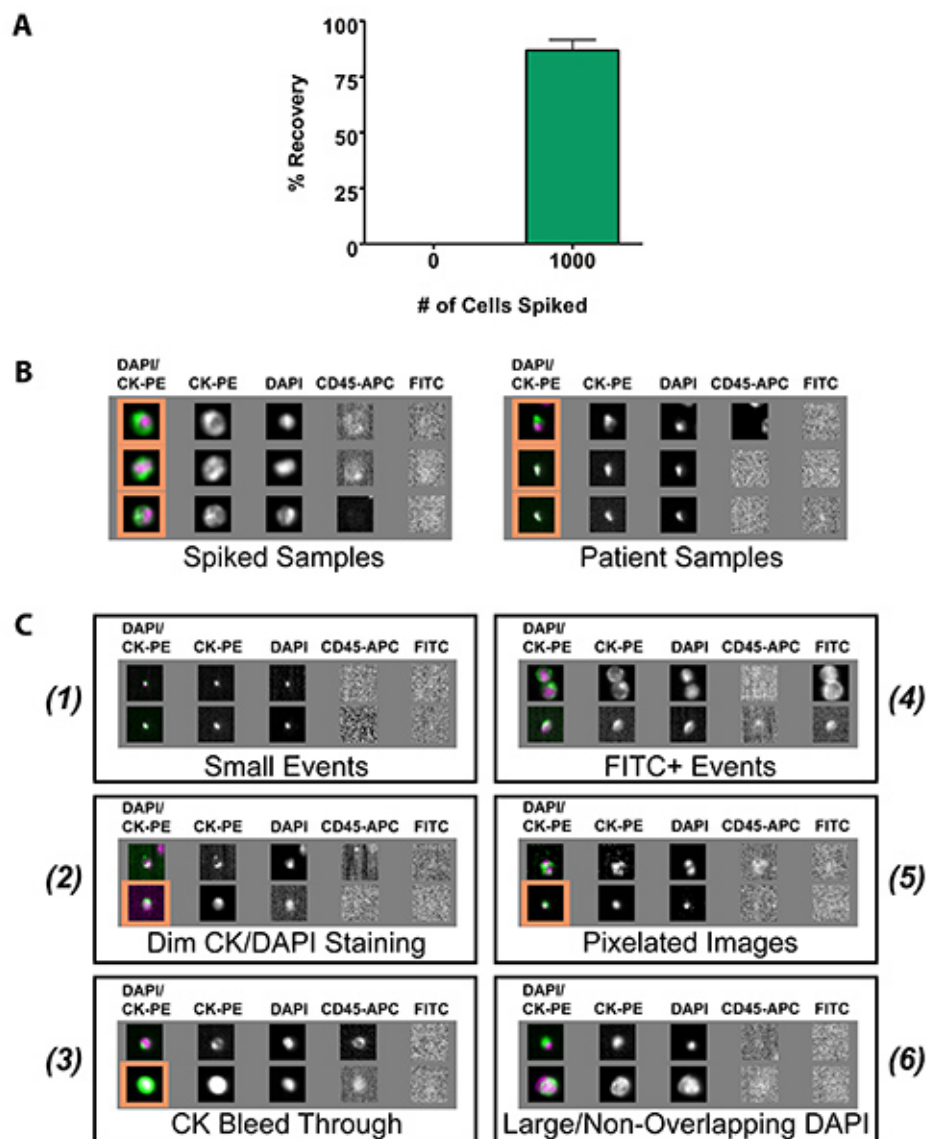 A
100
75
50
25
0
% Recovery
0 1000
# of Cells Spiked
B
DAPI/
CK-PE CK-PE DAPI CD45-APC FITC
Spiked Samples
DAPI/
CK-PE CK-PE DAPI CD45-APC FITC
Patient Samples
C
(1)
DAPI/
CK-PE CK-PE DAPI CD45-APC FITC
Small Events
DAPI/
CK-PE CK-PE DAPI CD45-APC FITC
FITC+ Events
(4)
(2)
DAPI/
CK-PE CK-PE DAPI CD45-APC FITC
Dim CK/DAPI Staining
DAPI/
CK-PE CK-PE DAPI CD45-APC FITC
Pixelated Images
(5)
(3)
DAPI/
CK-PE CK-PE DAPI CD45-APC FITC
CK Bleed Through
DAPI/
CK-PE CK-PE DAPI CD45-APC FITC
Large/Non-Overlapping DAPI
(6)